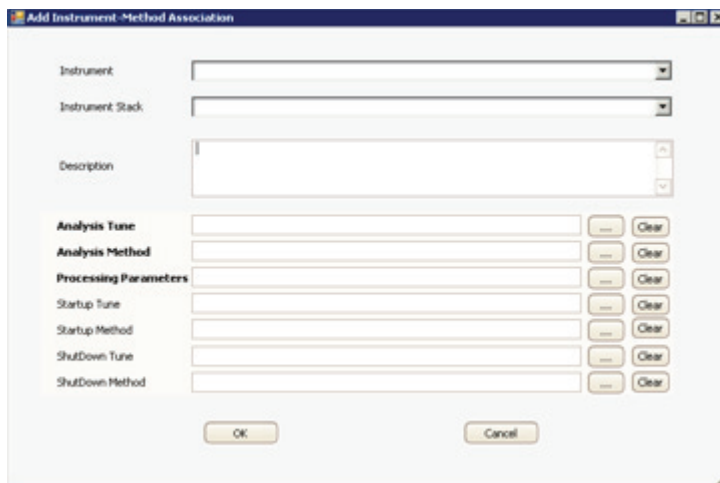 Add Instrument-Method Association
Instrument
Instrument Stack
Description
Analysis Tune ... Clear
Analysis Method ... Clear
Processing Parameters ... Clear
Startup Tune ... Clear
Startup Method ... Clear
ShutDown Tune ... Clear
ShutDown Method ... Clear
OK Cancel